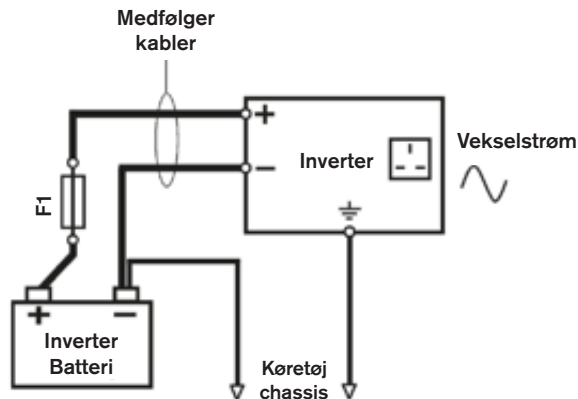 Medfølger
kabler
+
Inverter
Vekselstrøm
−
F1
+
−
Inverter
Batteri
Køretøj
chassis